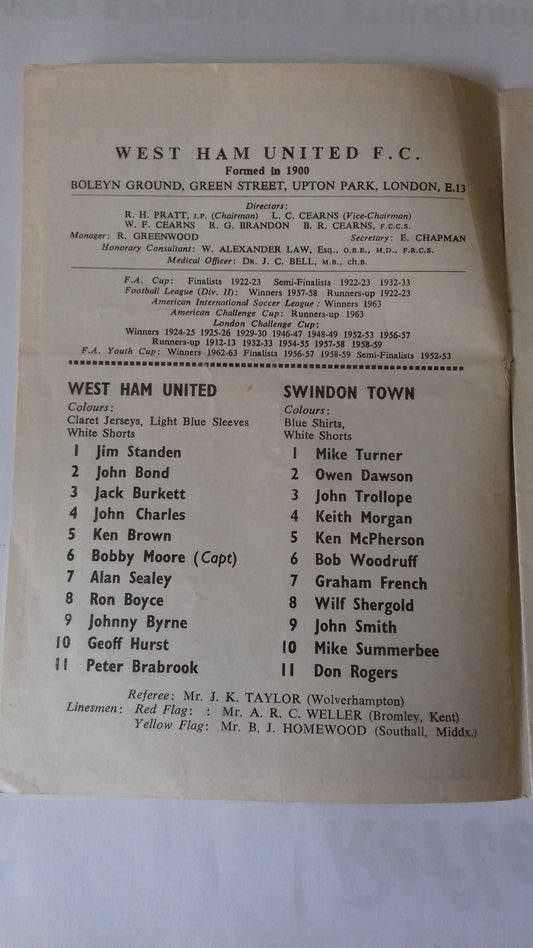 WEST HAM UNITED F.C.
Formed in 1900
BOLEYN GROUND, GREEN STREET, UPTON PARK, LONDON, E.13
Directors:
R. H. PRATT, J.P. (Chairman) L. C. CEARNS (Vice-Chairman)
W. F. CEARNS R. G. BRANDON B. R. CEARNS, F.C.C.S.
Manager: R. GREENWOOD Secretary: E. CHAPMAN
Honorary Consultant: W. ALEXANDER LAW, Esq., O.B.E., M.D., F.R.C.S.
Medical Officer: DR. J. C. BELL, M.B., ch.B.
F.A. Cup: Finalists 1922-23 Semi-Finalists 1922-23 1932-33
Football League (Div. II): Winners 1957-58 Runners-up 1922-23
American International Soccer League: Winners 1963
American Challenge Cup: Runners-up 1963
London Challenge Cup:
Winners 1924-25 1925-26 1929-30 1946-47 1948-49 1952-53 1956-57
Runners-up 1912-13 1932-33 1954-55 1957-58 1958-59
F.A. Youth Cup: Winners 1962-63 Finalists 1956-57 1958-59 Semi-Finalists 1952-53
WEST HAM UNITED
Colours:
Claret Jerseys, Light Blue Sleeves
White Shorts
1 Jim Standen
2 John Bond
3 Jack Burkett
4 John Charles
5 Ken Brown
6 Bobby Moore (Capt)
7 Alan Sealey
8 Ron Boyce
9 Johnny Byrne
10 Geoff Hurst
11 Peter Brabrook
SWINDON TOWN
Colours:
Blue Shirts,
White Shorts
1 Mike Turner
2 Owen Dawson
3 John Trollope
4 Keith Morgan
5 Ken McPherson
6 Bob Woodruff
7 Graham French
8 Wilf Shergold
9 John Smith
10 Mike Summerbee
11 Don Rogers
Referee: Mr. J. K. TAYLOR (Wolverhampton)
Linesmen: Red Flag: : Mr. A. R. C. WELLER (Bromley, Kent)
Yellow Flag: Mr. B. J. HOMEWOOD (Southall, Middx.)